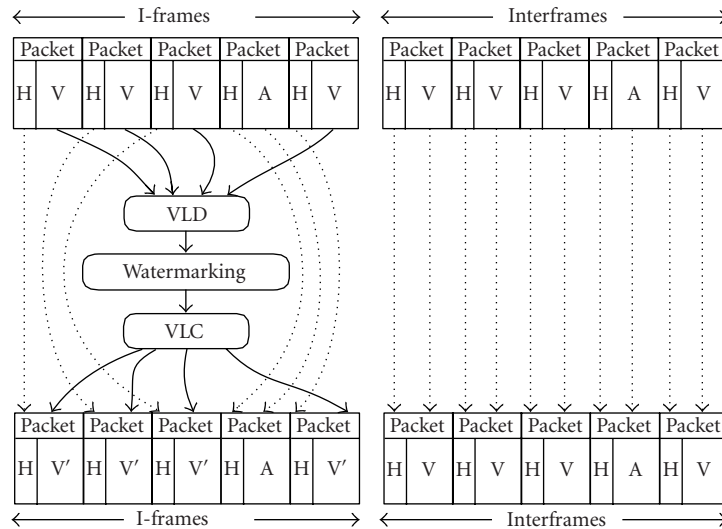 I-frames Interframes
Packet Packet Packet Packet Packet Packet Packet Packet Packet Packet
H V H V H V H A H V H V H V H V H A H V
VLD
Watermarking
VLC
Packet Packet Packet Packet Packet Packet Packet Packet Packet Packet
H V′ H V′ H V′ H A H V′ H V H V H V H A H V
I-frames Interframes